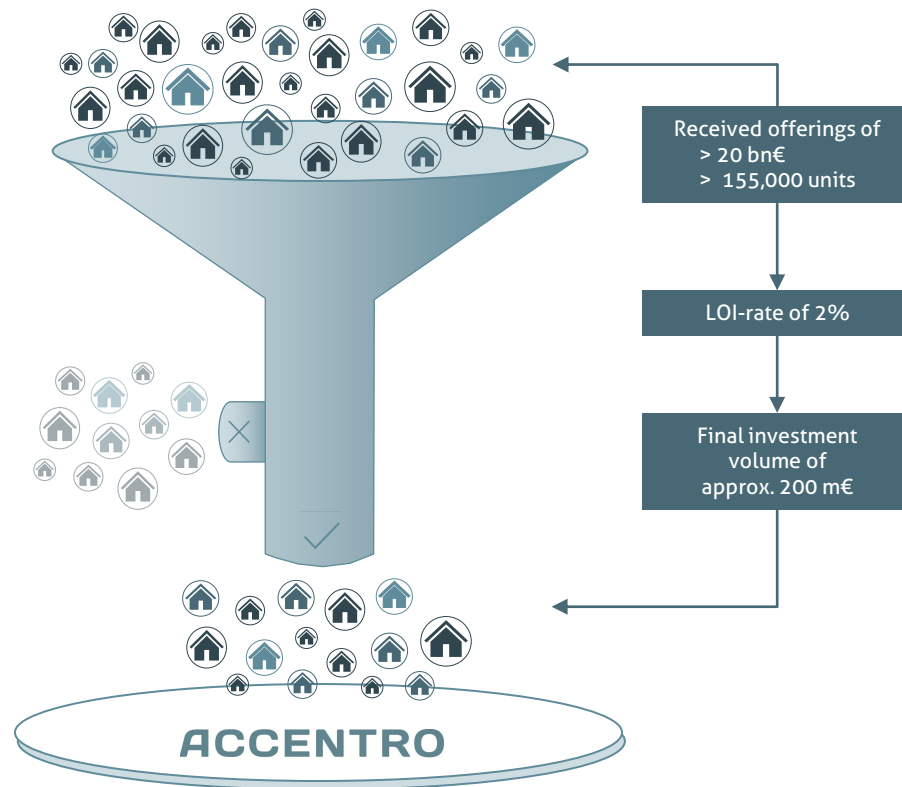 Received offerings of
> 20 bn€
> 155,000 units
LOI-rate of 2%
Final investment
volume of
approx. 200 m€
ACCENTRO